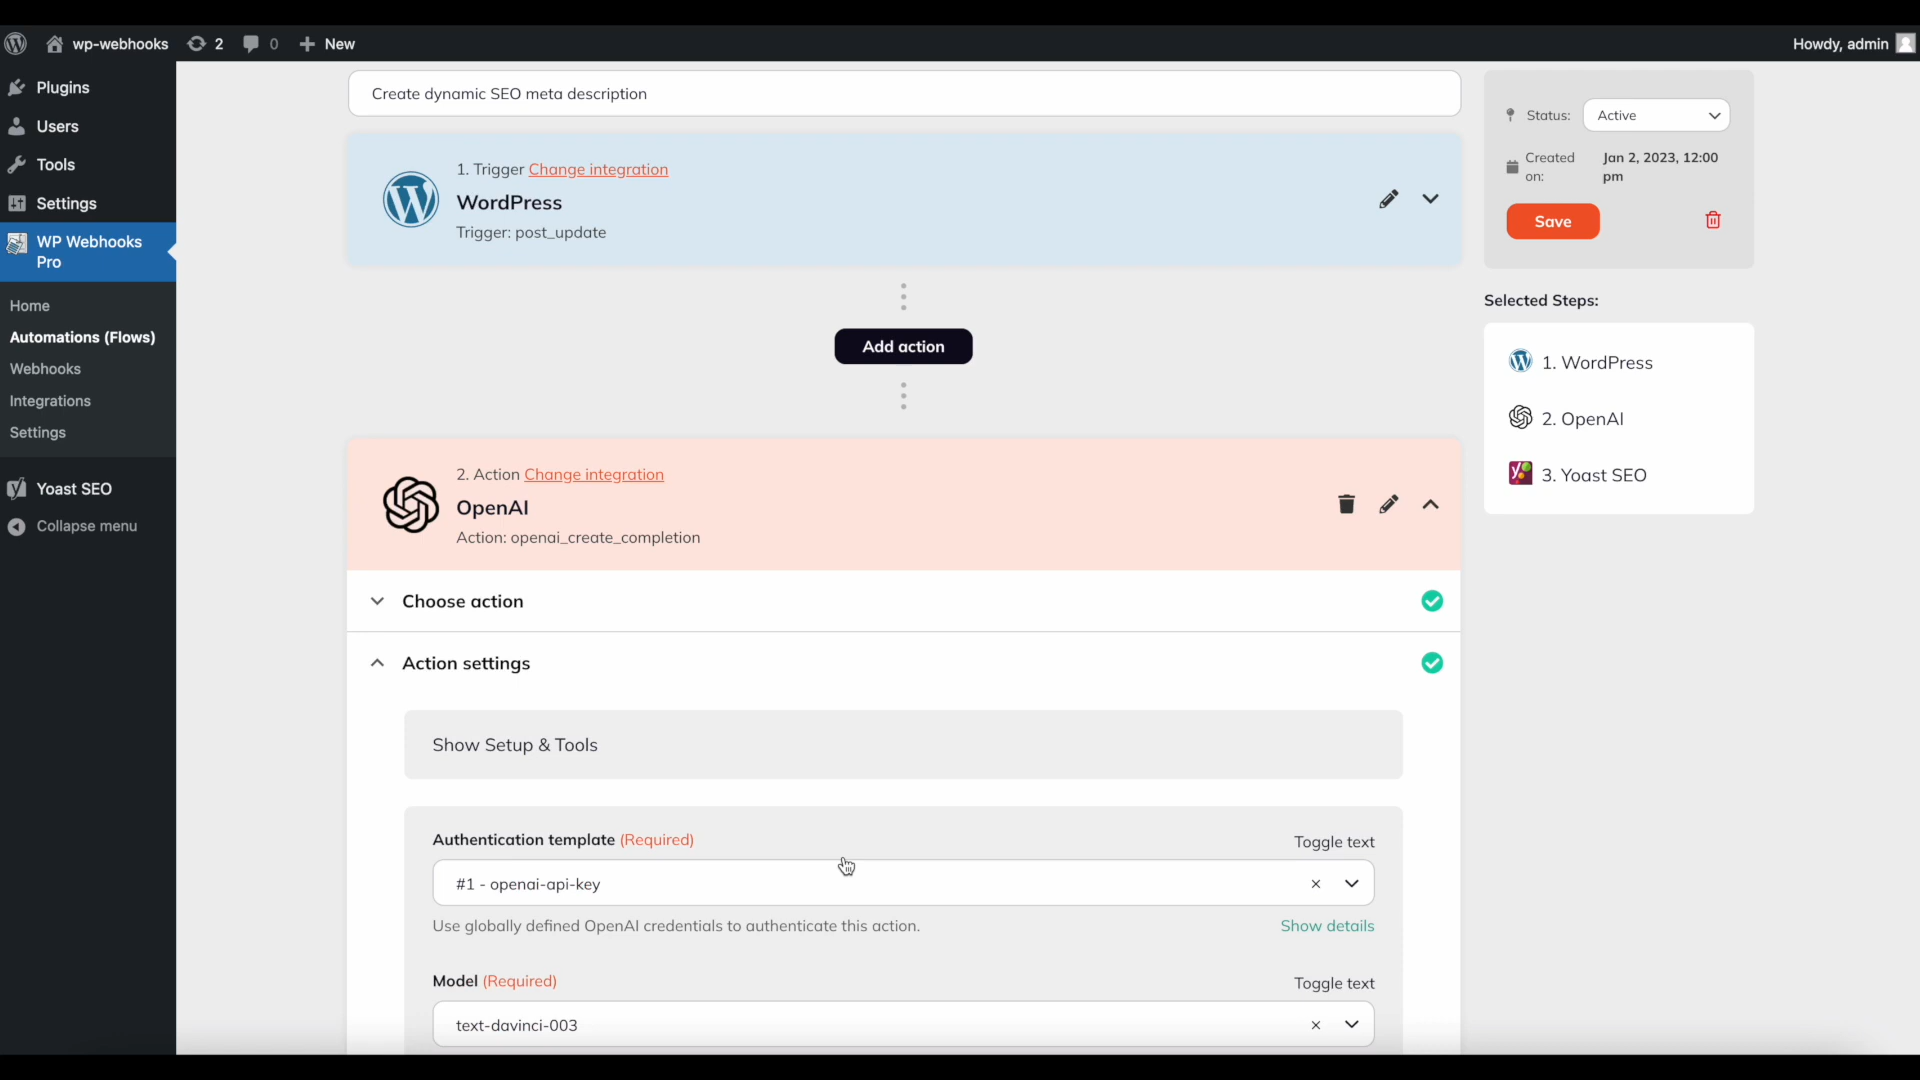 wp-webhooks
2
0
New
Howdy, admin
Plugins
Users
Tools
Settings
WP Webhooks
Pro
Home
Automations (Flows)
Webhooks
Integrations
Settings
Yoast SEO
Collapse menu
Create dynamic SEO meta description
1. Trigger Change integration
WordPress
Trigger: post_update
Add action
2. Action Change integration
OpenAI
Action: openai_create_completion
Choose action
Action settings
Show Setup & Tools
Authentication template (Required)
Toggle text
#1 - openai-api-key
Use globally defined OpenAI credentials to authenticate this action.
Show details
Model (Required)
Toggle text
text-davinci-003
Status:
Active
Created
on:
Jan 2, 2023, 12:00
pm
Save
Selected Steps:
1. WordPress
2. OpenAI
3. Yoast SEO